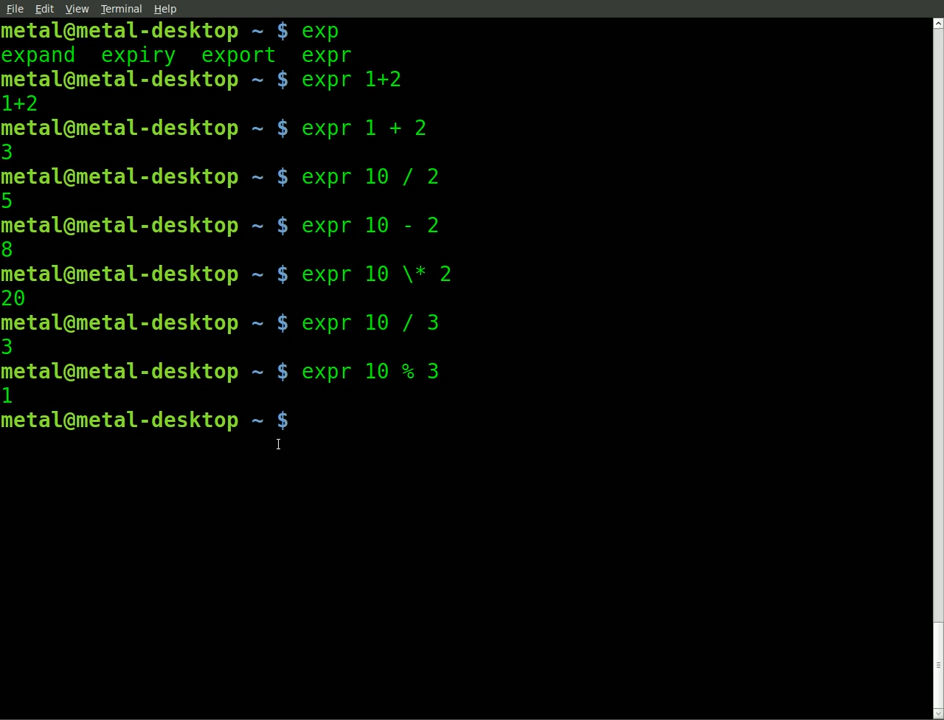 File Edit View Terminal Help
metal@metal-desktop ~ $ exp
expand  expiry  export  expr
metal@metal-desktop ~ $ expr 1+2
1+2
metal@metal-desktop ~ $ expr 1 + 2
3
metal@metal-desktop ~ $ expr 10 / 2
5
metal@metal-desktop ~ $ expr 10 - 2
8
metal@metal-desktop ~ $ expr 10 \* 2
20
metal@metal-desktop ~ $ expr 10 / 3
3
metal@metal-desktop ~ $ expr 10 % 3
1
metal@metal-desktop ~ $